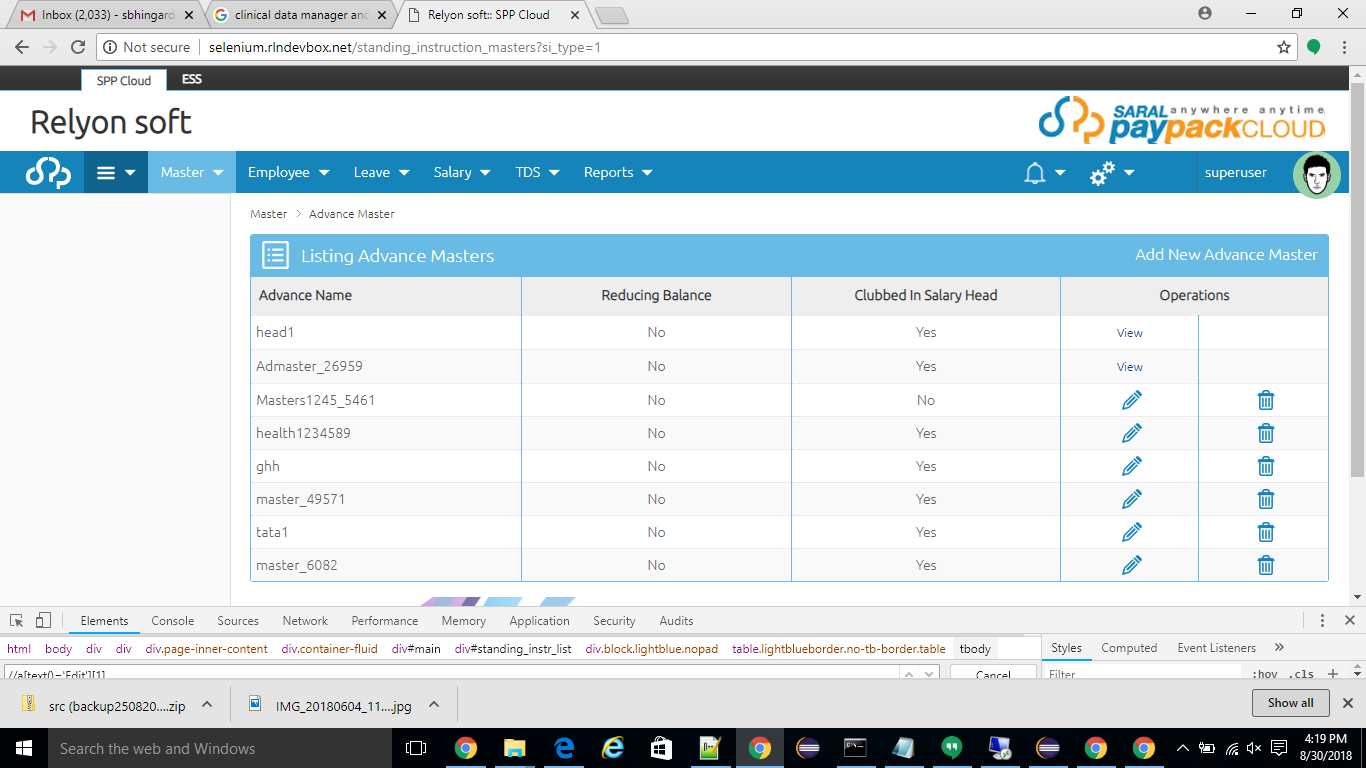 Inbox (2,033) - sbhingard
clinical data manager and
Relyon soft:: SPP Cloud
Not secure
selenium.rlndevbox.net/standing_instruction_masters?si_type=1
SPP Cloud
ESS
Relyon soft
SARAL anywhere anytime
paypackCLOUD
Master
Employee
Leave
Salary
TDS
Reports
superuser
Master > Advance Master
Listing Advance Masters
Add New Advance Master
Advance Name Reducing Balance Clubbed In Salary Head Operations
head1 No Yes View
Admaster_26959 No Yes View
Masters1245_5461 No No
health1234589 No Yes
ghh No Yes
master_49571 No Yes
tata1 No Yes
master_6082 No Yes
Elements Console Sources Network Performance Memory Application Security Audits
html body div div div.page-inner-content div.container-fluid div#main div#standing_instr_list div.block.lightblue.nopad table.lightblueborder.no-tb-border.table tbody
Styles Computed Event Listeners »
//a[text()='Edit'][1]
Cancel
Filter
:hov .cls +
src (backup250820....zip
IMG_20180604_11....jpg
Show all
Search the web and Windows
4:19 PM
8/30/2018